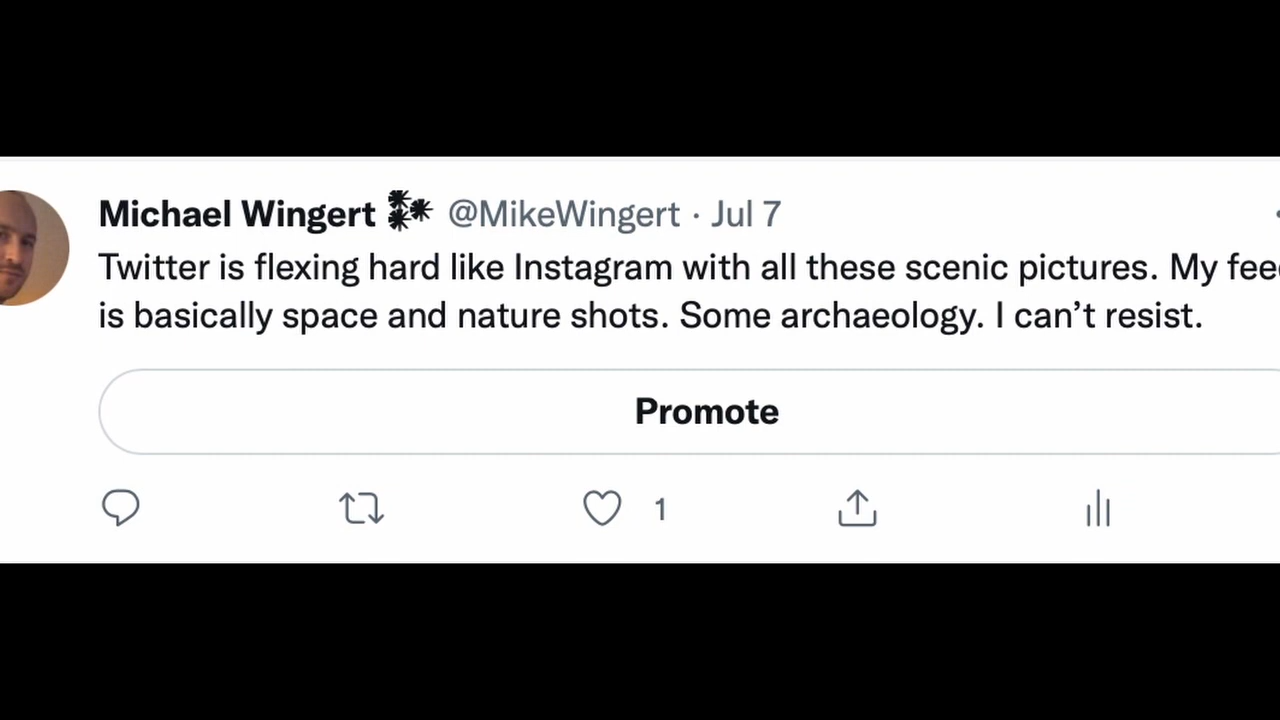 Michael Wingert 𒀯 @MikeWingert · Jul 7
Twitter is flexing hard like Instagram with all these scenic pictures. My
is basically space and nature shots. Some archaeology. I can’t resist.
Promote
1